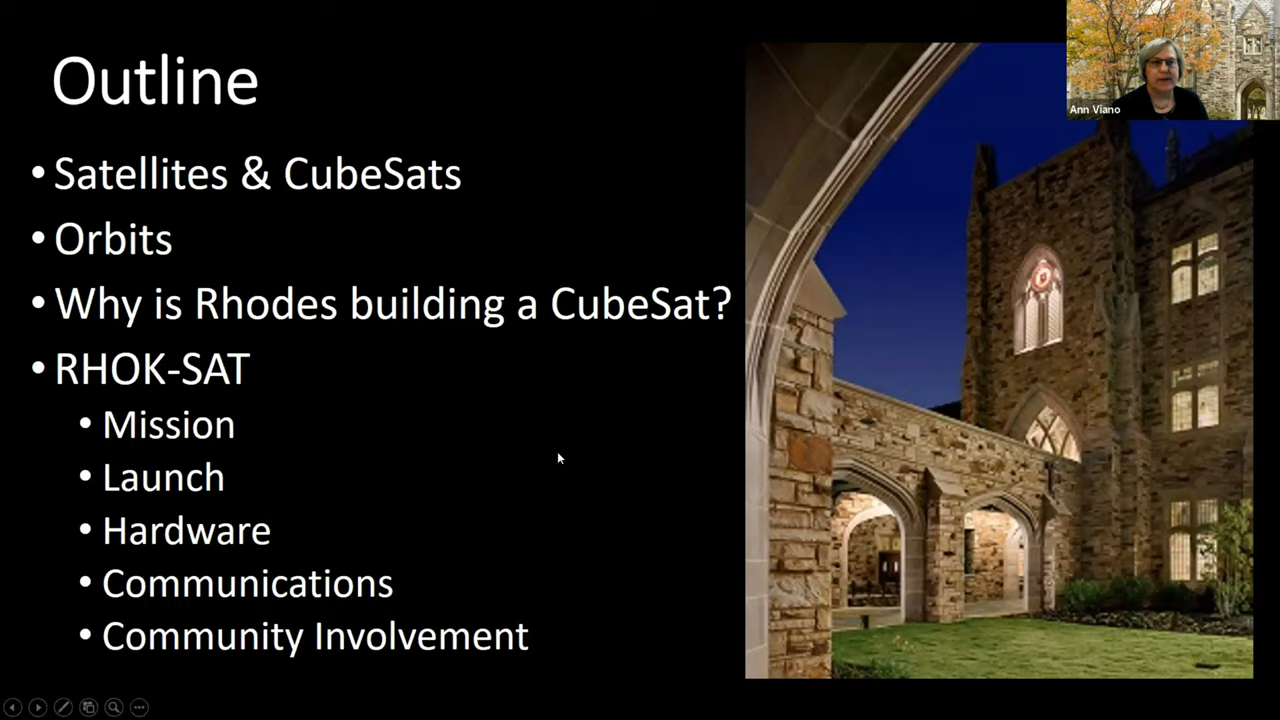 Outline
• Satellites & CubeSats
• Orbits
• Why is Rhodes building a CubeSat?
• RHOK-SAT
• Mission
• Launch
• Hardware
• Communications
• Community Involvement
Ann Viano